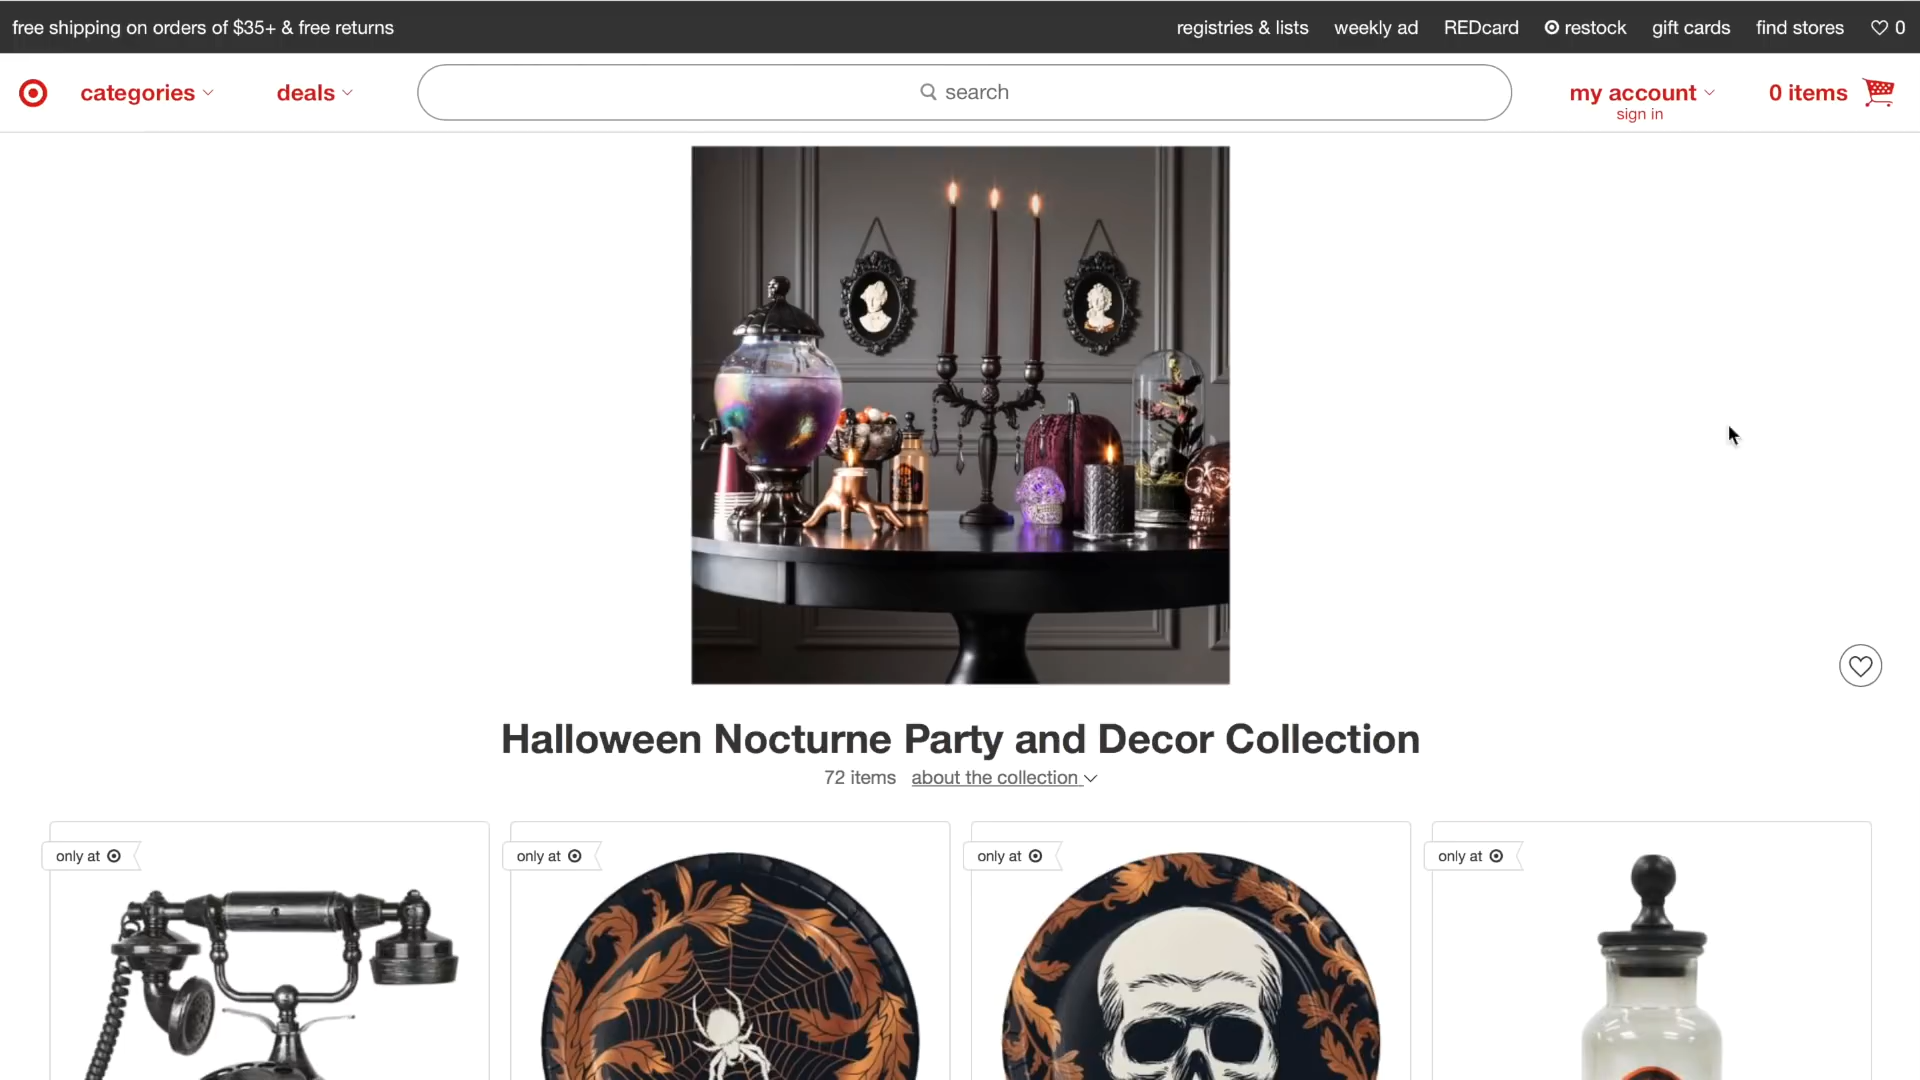 free shipping on orders of $35+ & free returns
registries & lists weekly ad REDcard restock gift cards find stores 0
categories deals search my account 0 items
sign in
Halloween Nocturne Party and Decor Collection
72 items about the collection
only at only at only at only at